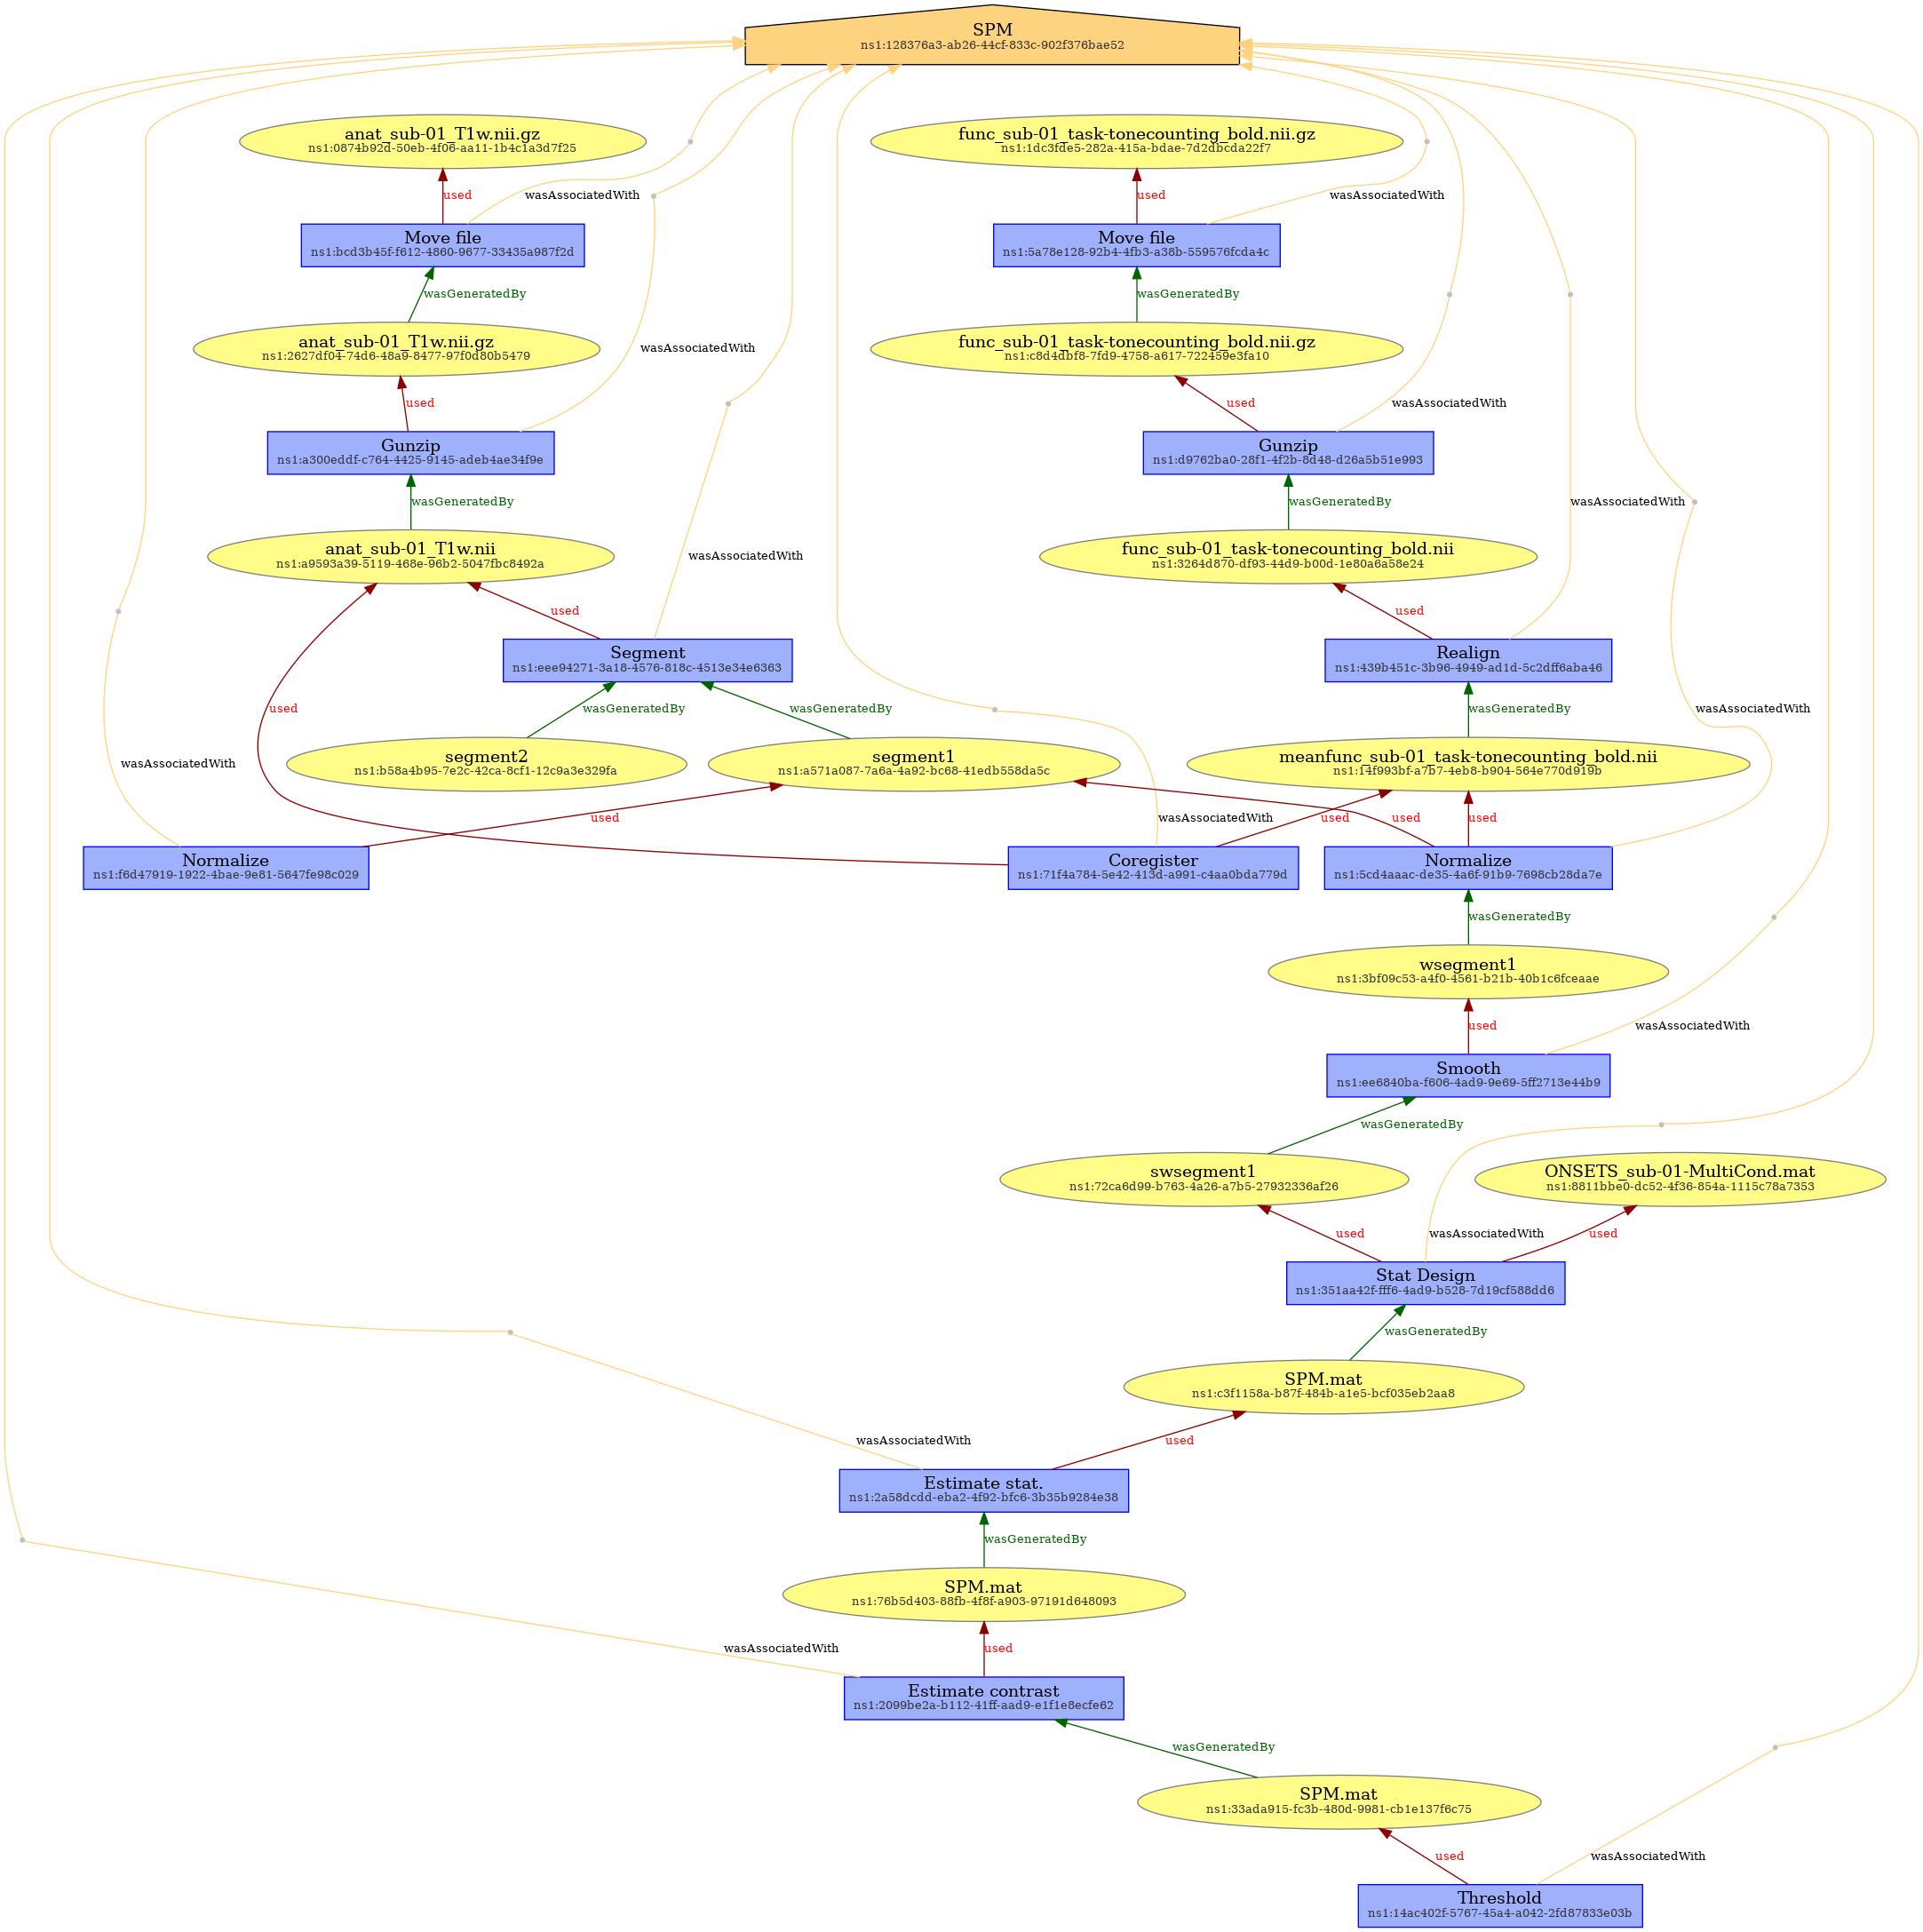 SPM
ns1:128376a3-ab26-44cf-833c-902f376bae52
anat_sub-01_T1w.nii.gz
ns1:0874b92d-50eb-4f06-aa11-1b4c1a3d7f25
func_sub-01_task-tonecounting_bold.nii.gz
ns1:1dc3fde5-282a-415a-bdae-7d2dbcda22f7
used
wasAssociatedWith
used
wasAssociatedWith
Move file
ns1:bcd3b45f-f612-4860-9677-33435a987f2d
Move file
ns1:5a78e128-92b4-4fb3-a38b-559576fcda4c
wasGeneratedBy
wasGeneratedBy
anat_sub-01_T1w.nii.gz
ns1:2627df04-74d6-48a9-8477-97f0d80b5479
wasAssociatedWith
func_sub-01_task-tonecounting_bold.nii.gz
ns1:c8d4dbf8-7fd9-4758-a617-722459e3fa10
used
used
wasAssociatedWith
Gunzip
ns1:a300eddf-c764-4425-9145-adeb4ae34f9e
Gunzip
ns1:d9762ba0-28f1-4f2b-8d48-d26a5b51e993
wasGeneratedBy
wasGeneratedBy
wasAssociatedWith
anat_sub-01_T1w.nii
ns1:a9593a39-5119-468e-96b2-5047fbc8492a
wasAssociatedWith
func_sub-01_task-tonecounting_bold.nii
ns1:3264d870-df93-44d9-b00d-1e80a6a58e24
used
used
Segment
ns1:eee94271-3a18-4576-818c-4513e34e6363
Realign
ns1:439b451c-3b96-4949-ad1d-5c2dff6aba46
used
wasGeneratedBy
wasGeneratedBy
wasGeneratedBy
wasAssociatedWith
wasAssociatedWith
segment2
ns1:b58a4b95-7e2c-42ca-8cf1-12c9a3e329fa
segment1
ns1:a571a087-7a6a-4a92-bc68-41edb558da5c
meanfunc_sub-01_task-tonecounting_bold.nii
ns1:14f993bf-a7b7-4eb8-b904-564e770d919b
used
wasAssociatedWith
used
used
used
Normalize
ns1:f6d47919-1922-4bae-9e81-5647fe98c029
Coregister
ns1:71f4a784-5e42-413d-a991-c4aa0bda779d
Normalize
ns1:5cd4aaac-de35-4a6f-91b9-7698cb28da7e
wasGeneratedBy
wsegment1
ns1:3bf09c53-a4f0-4561-b21b-40b1c6fceaae
used
wasAssociatedWith
Smooth
ns1:ee6840ba-f606-4ad9-9e69-5ff2713e44b9
wasGeneratedBy
swsegment1
ns1:72ca6d99-b763-4a26-a7b5-27932336af26
ONSETS_sub-01-MultiCond.mat
ns1:8811bbe0-dc52-4f36-854a-1115c78a7353
used
wasAssociatedWith
used
Stat Design
ns1:351aa42f-fff6-4ad9-b528-7d19cf588dd6
wasGeneratedBy
SPM.mat
ns1:c3f1158a-b87f-484b-a1e5-bcf035eb2aa8
wasAssociatedWith
used
Estimate stat.
ns1:2a58dcdd-eba2-4f92-bfc6-3b35b9284e38
wasGeneratedBy
SPM.mat
ns1:76b5d403-88fb-4f8f-a903-97191d648093
wasAssociatedWith
used
Estimate contrast
ns1:2099be2a-b112-41ff-aad9-e1f1e8ecfe62
wasGeneratedBy
SPM.mat
ns1:33ada915-fc3b-480d-9981-cb1e137f6c75
used
wasAssociatedWith
Threshold
ns1:14ac402f-5767-45a4-a042-2fd87833e03b